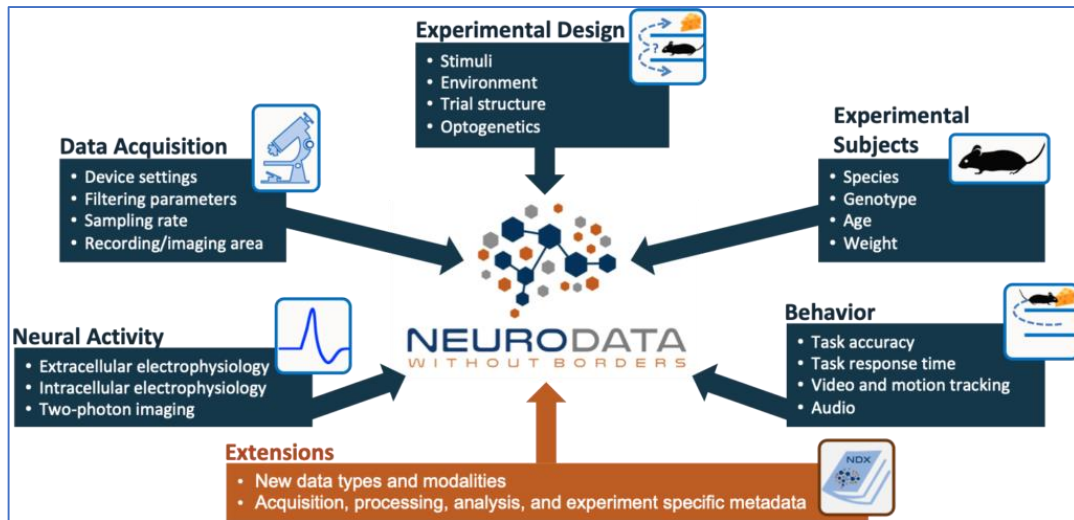 Experimental Design
• Stimuli
• Environment
• Trial structure
• Optogenetics
?
Data Acquisition
• Device settings
• Filtering parameters
• Sampling rate
• Recording/imaging area
Experimental
Subjects
• Species
• Genotype
• Age
• Weight
NEURODATA
WITHOUT BORDERS
Neural Activity
• Extracellular electrophysiology
• Intracellular electrophysiology
• Two-photon imaging
Behavior
• Task accuracy
• Task response time
• Video and motion tracking
• Audio
Extensions
• New data types and modalities
• Acquisition, processing, analysis, and experiment specific metadata
NDX